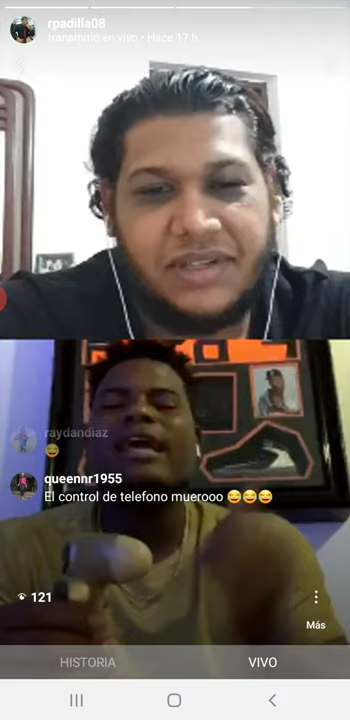 rpadilla08
transmitió en vivo • Hace 17 h
raydandiaz
😂
queennr1955
El control de telefono muerooo 😂😂😂
121
Más
HISTORIA
VIVO